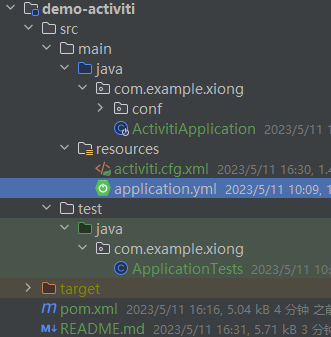 demo-activiti
src
main
java
com.example.xiong
conf
ActivitiApplication 2023/5/11 1
resources
activiti.cfg.xml 2023/5/11 16:30, 1.4
application.yml 2023/5/11 10:09, 1
test
java
com.example.xiong
ApplicationTests 2023/5/11 10:
target
pom.xml 2023/5/11 16:16, 5.04 kB 4 分钟 之前
README.md 2023/5/11 16:31, 5.71 kB 3 分钟